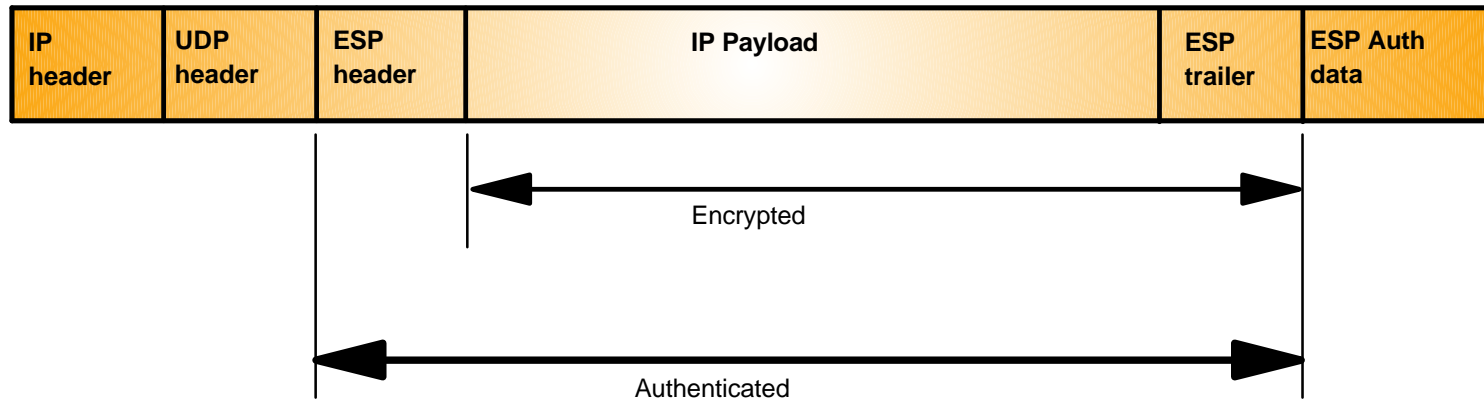 IP
header
UDP
header
ESP
header
IP Payload
ESP
trailer
ESP Auth
data
Encrypted
Authenticated